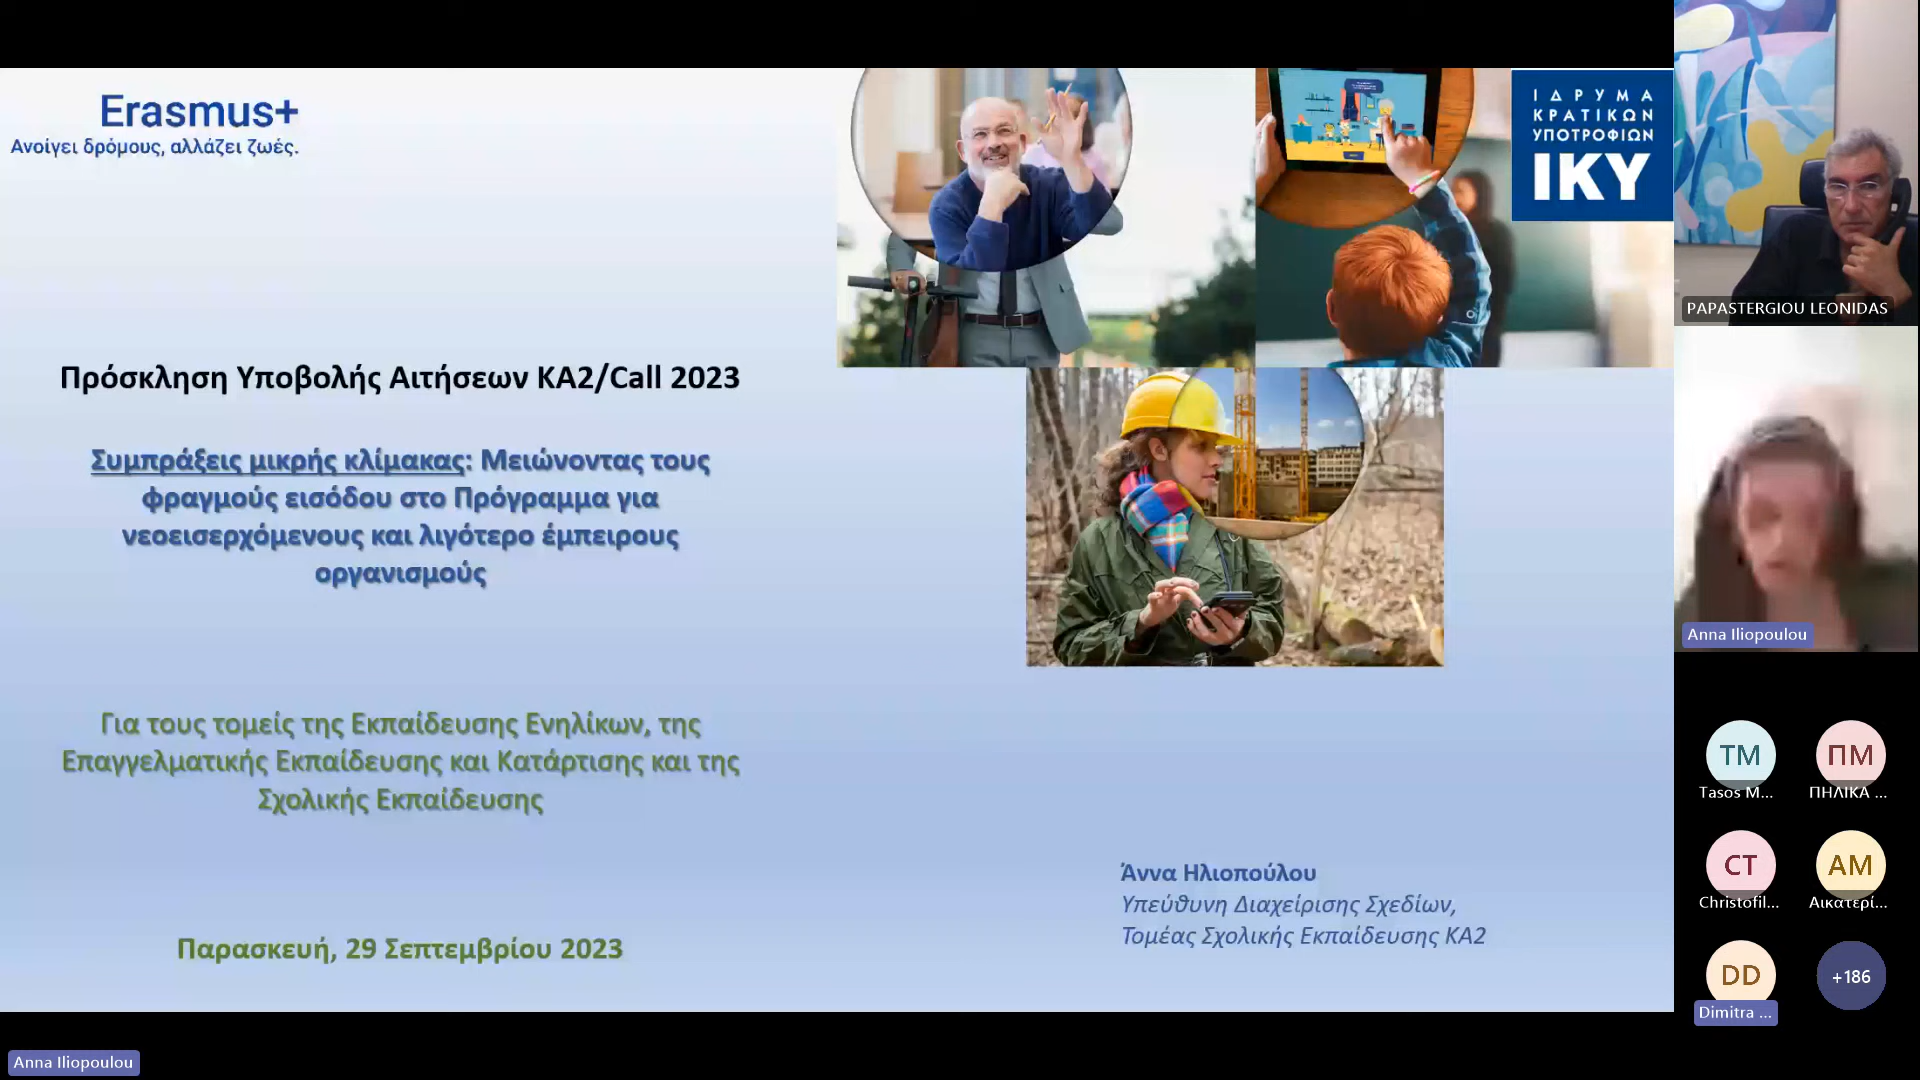 Erasmus+
Ανοίγει δρόμους, αλλάζει ζωές.
ΙΔΡΥΜΑ
ΚΡΑΤΙΚΩΝ
ΥΠΟΤΡΟΦΙΩΝ
ΙΚΥ
Πρόσκληση Υποβολής Αιτήσεων ΚΑ2/Call 2023
Συμπράξεις μικρής κλίμακας: Μειώνοντας τους
φραγμούς εισόδου στο Πρόγραμμα για
νεοεισερχόμενους και λιγότερο έμπειρους
οργανισμούς
Για τους τομείς της Εκπαίδευσης Ενηλίκων, της
Επαγγελματικής Εκπαίδευσης και Κατάρτισης και της
Σχολικής Εκπαίδευσης
Παρασκευή, 29 Σεπτεμβρίου 2023
Άννα Ηλιοπούλου
Υπεύθυνη Διαχείρισης Σχεδίων,
Τομέας Σχολικής Εκπαίδευσης ΚΑ2
PAPASTERGIOU LEONIDAS
Anna Iliopoulou
TM
Tasos M...
ΠΜ
ΠΗΛΙΚΑ ...
CT
Christofil...
ΑΜ
Αικατερί...
DD
Dimitra ...
+186
Anna Iliopoulou